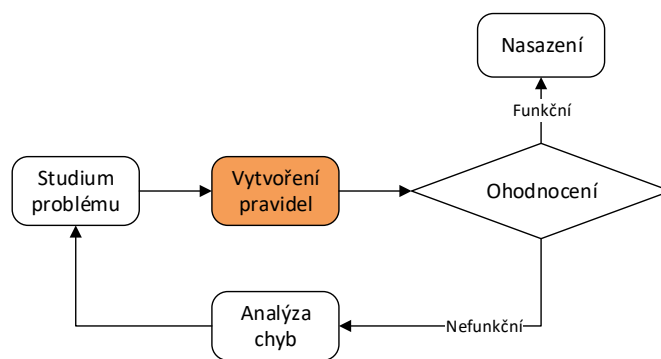 Nasazení
Funkční
Studium
problému
Vytvoření
pravidel
Ohodnocení
Analýza
chyb
Nefunkční